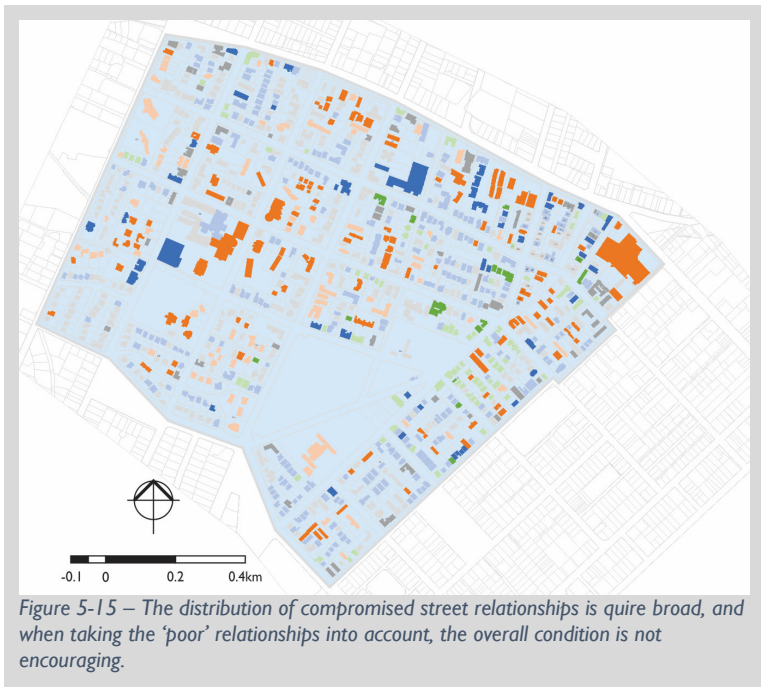 -0.1 0 0.2 0.4km
Figure 5-15 – The distribution of compromised street relationships is quire broad, and
when taking the ‘poor’ relationships into account, the overall condition is not
encouraging.